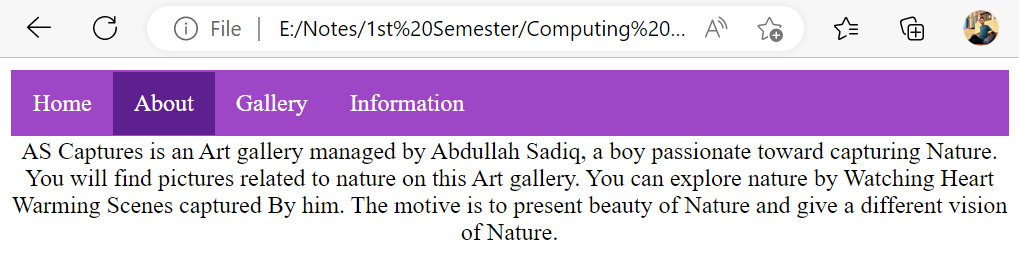 File | E:/Notes/1st%20Semester/Computing%20...
Home About Gallery Information
AS Captures is an Art gallery managed by Abdullah Sadiq, a boy passionate toward capturing Nature.
You will find pictures related to nature on this Art gallery. You can explore nature by Watching Heart
Warming Scenes captured By him. The motive is to present beauty of Nature and give a different vision
of Nature.